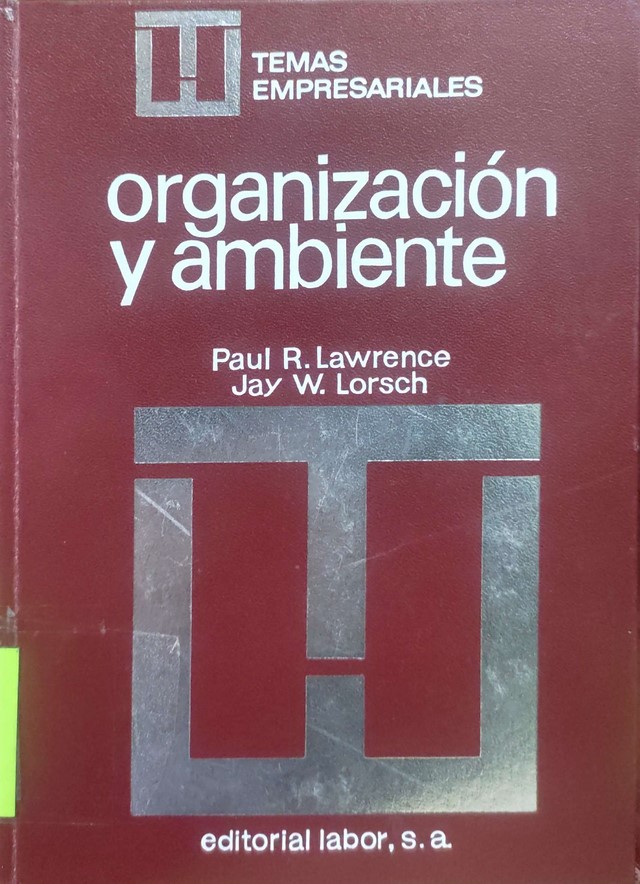 TEMAS
EMPRESARIALES
organización
y ambiente
Paul R. Lawrence
Jay W. Lorsch
editorial labor, s. a.